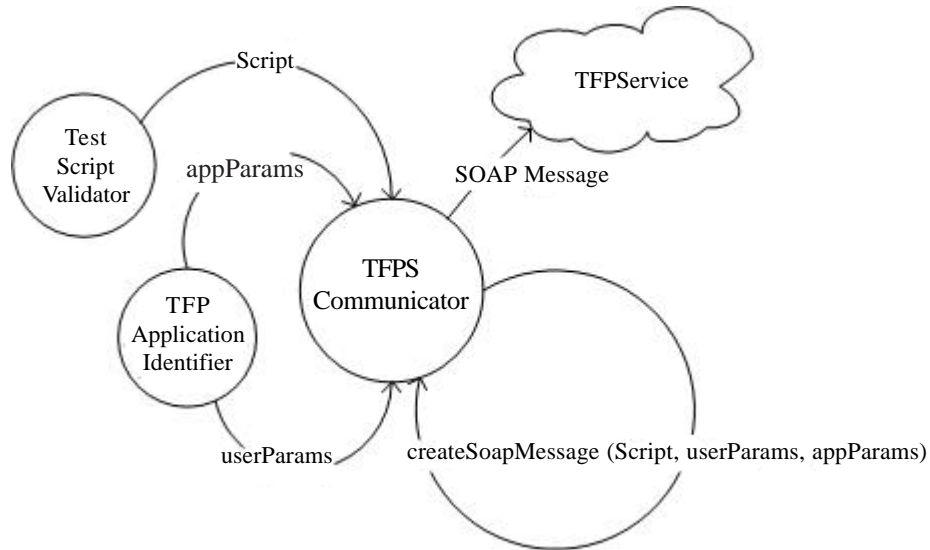 Script
TFPService
Test
Script
Validator
appParams
SOAP Message
TFPS
Communicator
TFP
Application
Identifier
userParams
createSoapMessage (Script, userParams, appParams)